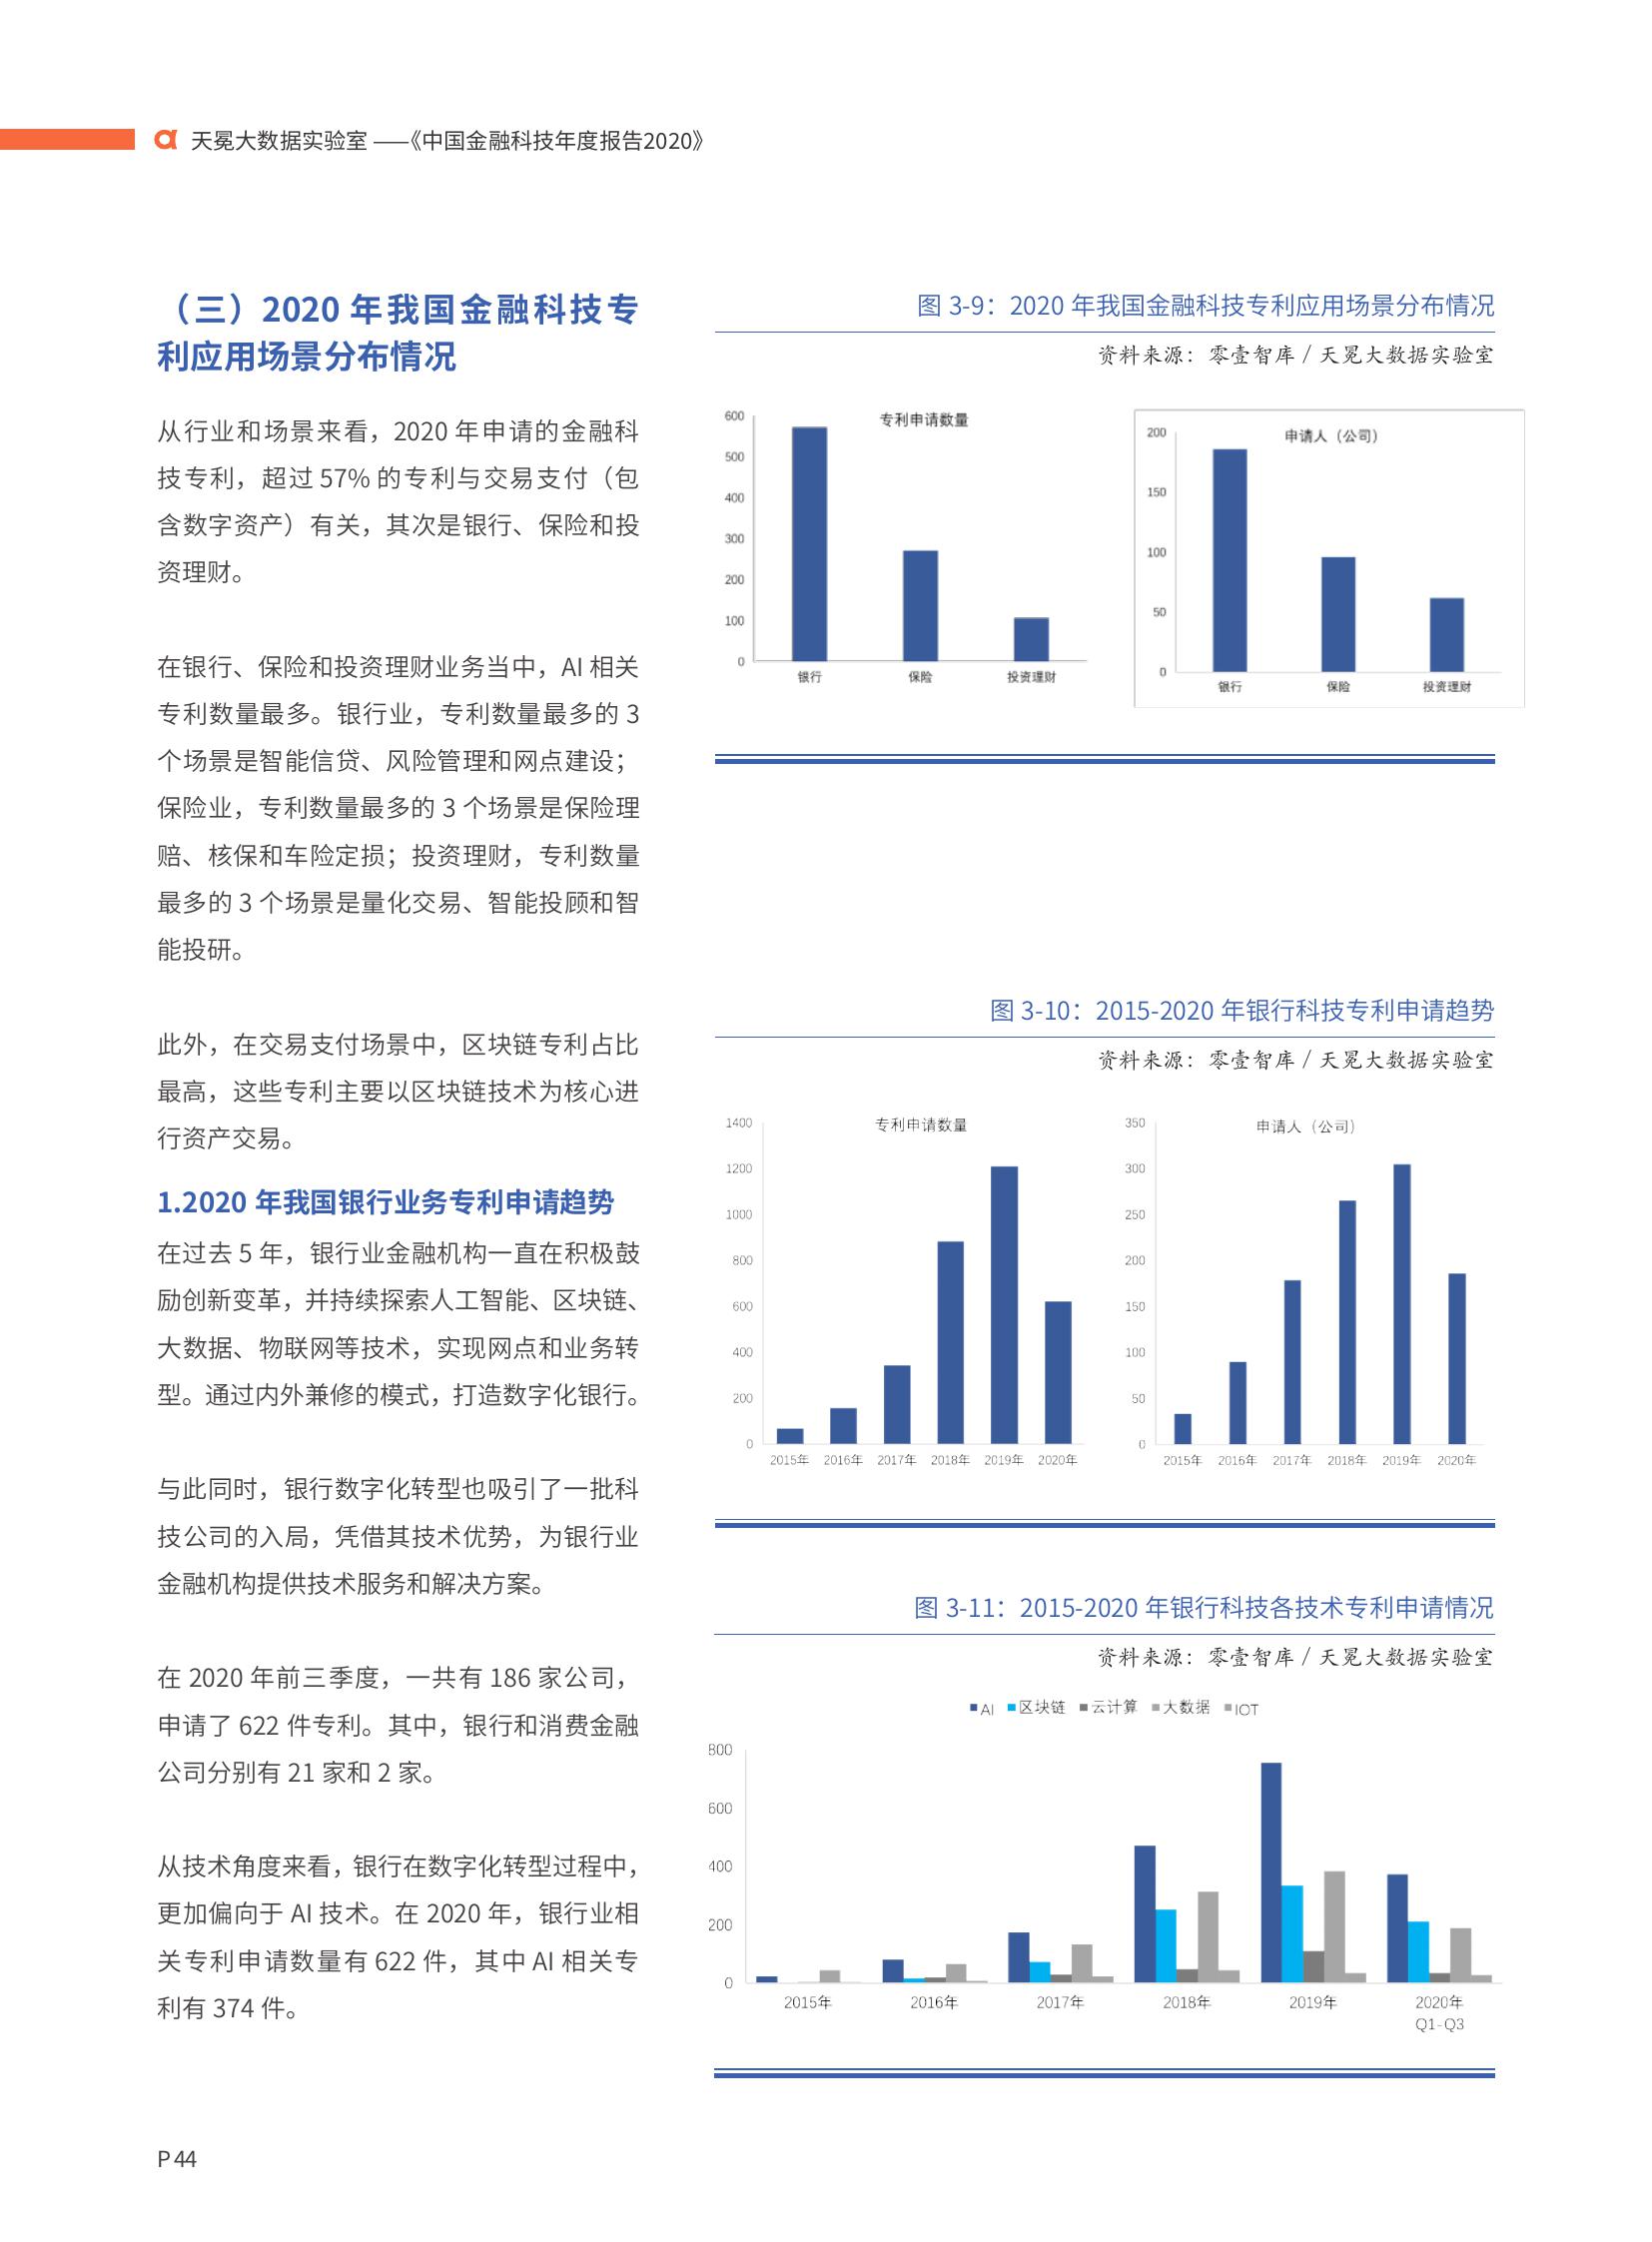 天冕大数据实验室 ——《中国金融科技年度报告2020》
（三）2020 年我国金融科技专
利应用场景分布情况
从行业和场景来看，2020 年申请的金融科
技专利，超过 57% 的专利与交易支付（包
含数字资产）有关，其次是银行、保险和投
资理财。
在银行、保险和投资理财业务当中，AI 相关
专利数量最多。银行业，专利数量最多的 3
个场景是智能信贷、风险管理和网点建设；
保险业，专利数量最多的 3 个场景是保险理
赔、核保和车险定损；投资理财，专利数量
最多的 3 个场景是量化交易、智能投顾和智
能投研。
此外，在交易支付场景中，区块链专利占比
最高，这些专利主要以区块链技术为核心进
行资产交易。
1.2020 年我国银行业务专利申请趋势
在过去 5 年，银行业金融机构一直在积极鼓
励创新变革，并持续探索人工智能、区块链、
大数据、物联网等技术，实现网点和业务转
型。通过内外兼修的模式，打造数字化银行。
与此同时，银行数字化转型也吸引了一批科
技公司的入局，凭借其技术优势，为银行业
金融机构提供技术服务和解决方案。
在 2020 年前三季度，一共有 186 家公司，
申请了 622 件专利。其中，银行和消费金融
公司分别有 21 家和 2 家。
从技术角度来看，银行在数字化转型过程中，
更加偏向于 AI 技术。在 2020 年，银行业相
关专利申请数量有 622 件，其中 AI 相关专
利有 374 件。
图 3-9：2020 年我国金融科技专利应用场景分布情况
资料来源：零壹智库 / 天冕大数据实验室
专利申请数量
600
500
400
300
200
100
0
银行 保险 投资理财
申请人（公司）
200
150
100
50
0
银行 保险 投资理财
图 3-10：2015-2020 年银行科技专利申请趋势
资料来源：零壹智库 / 天冕大数据实验室
专利申请数量
1400
1200
1000
800
600
400
200
0
2015年 2016年 2017年 2018年 2019年 2020年
申请人（公司）
350
300
250
200
150
100
50
0
2015年 2016年 2017年 2018年 2019年 2020年
图 3-11：2015-2020 年银行科技各技术专利申请情况
资料来源：零壹智库 / 天冕大数据实验室
AI 区块链 云计算 大数据 IOT
800
600
400
200
0
2015年 2016年 2017年 2018年 2019年 2020年
Q1-Q3
P 44